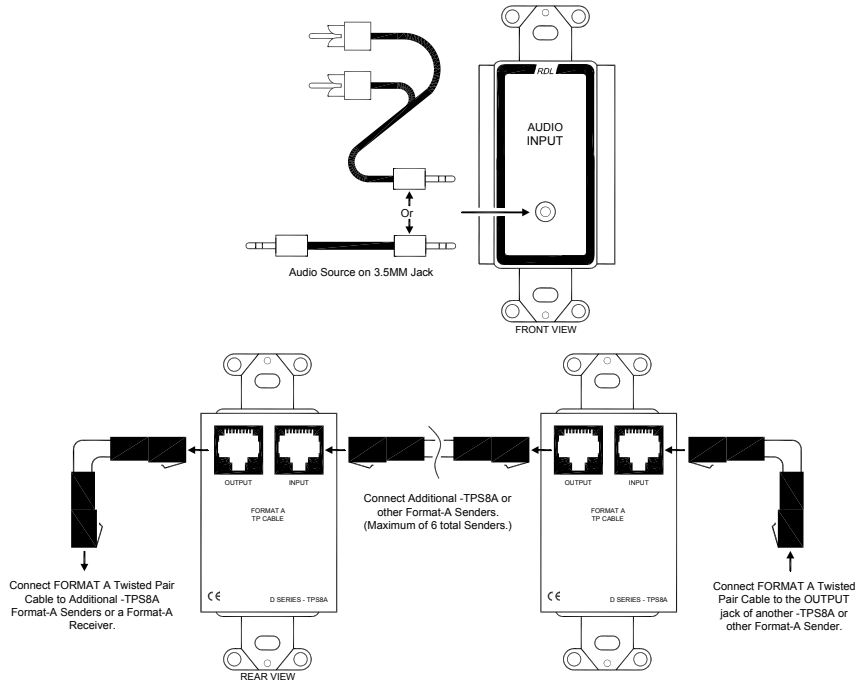 RDL
AUDIO
INPUT
Or
Audio Source on 3.5MM Jack
FRONT VIEW
OUTPUT
INPUT
FORMAT A
TP CABLE
CE
D SERIES - TPS8A
REAR VIEW
Connect FORMAT A Twisted Pair
Cable to Additional -TPS8A
Format-A Senders or a Format-A
Receiver.
Connect Additional -TPS8A or
other Format-A Senders.
(Maximum of 6 total Senders.)
OUTPUT
INPUT
FORMAT A
TP CABLE
CE
D SERIES - TPS8A
Connect FORMAT A Twisted
Pair Cable to the OUTPUT
jack of another -TPS8A or
other Format-A Sender.